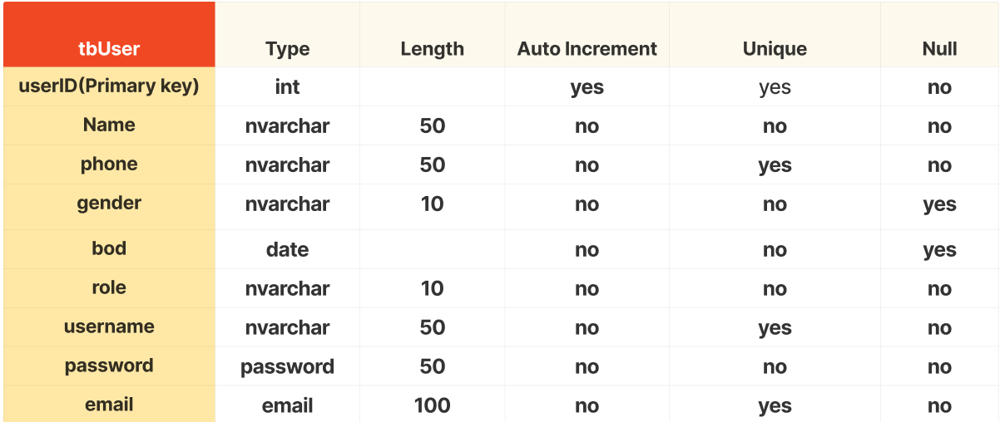 tbUser Type Length Auto Increment Unique Null
userID(Primary key) int yes yes no
Name nvarchar 50 no no no
phone nvarchar 50 no yes no
gender nvarchar 10 no no yes
bod date no no yes
role nvarchar 10 no no no
username nvarchar 50 no yes no
password password 50 no no no
email email 100 no yes no